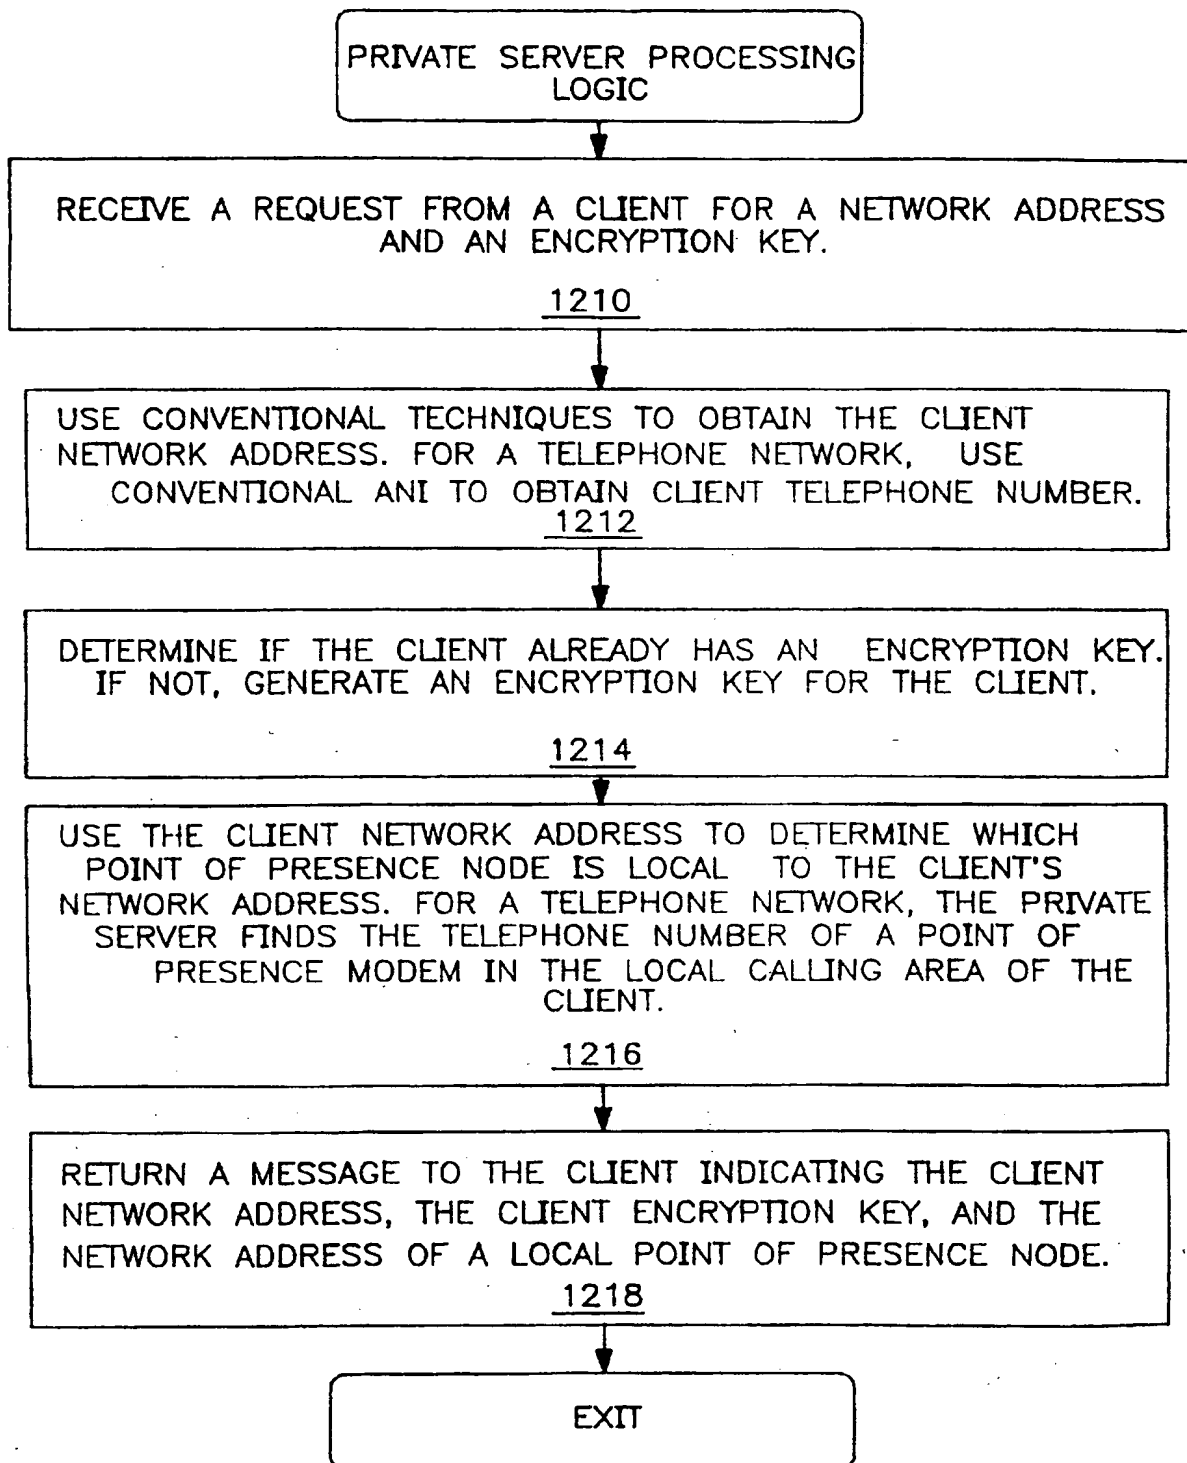 PRIVATE SERVER PROCESSING
LOGIC
RECEIVE A REQUEST FROM A CLIENT FOR A NETWORK ADDRESS
AND AN ENCRYPTION KEY.
1210
USE CONVENTIONAL TECHNIQUES TO OBTAIN THE CLIENT
NETWORK ADDRESS. FOR A TELEPHONE NETWORK, USE
CONVENTIONAL ANI TO OBTAIN CLIENT TELEPHONE NUMBER.
1212
DETERMINE IF THE CLIENT ALREADY HAS AN ENCRYPTION KEY.
IF NOT, GENERATE AN ENCRYPTION KEY FOR THE CLIENT.
1214
USE THE CLIENT NETWORK ADDRESS TO DETERMINE WHICH
POINT OF PRESENCE NODE IS LOCAL TO THE CLIENT'S
NETWORK ADDRESS. FOR A TELEPHONE NETWORK, THE PRIVATE
SERVER FINDS THE TELEPHONE NUMBER OF A POINT OF
PRESENCE MODEM IN THE LOCAL CALLING AREA OF THE
CLIENT.
1216
RETURN A MESSAGE TO THE CLIENT INDICATING THE CLIENT
NETWORK ADDRESS, THE CLIENT ENCRYPTION KEY, AND THE
NETWORK ADDRESS OF A LOCAL POINT OF PRESENCE NODE.
1218
EXIT